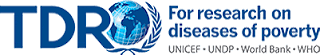 TDR
For research on
diseases of poverty
UNICEF • UNDP • World Bank • WHO